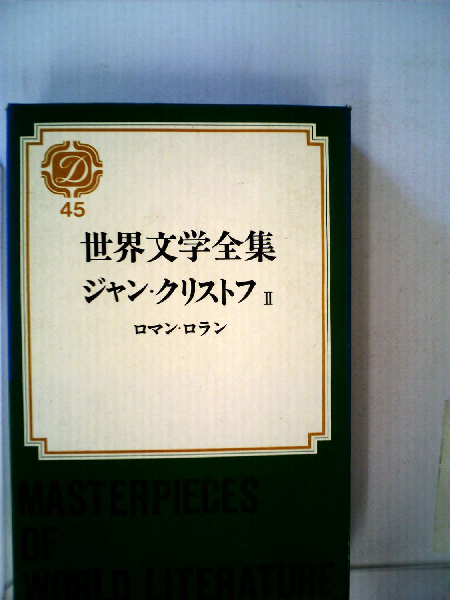 D
45
世界文学全集
ジャン・クリストフ II
ロマン・ロラン
MASTERPIECES
OF
WORLD LITERATURE